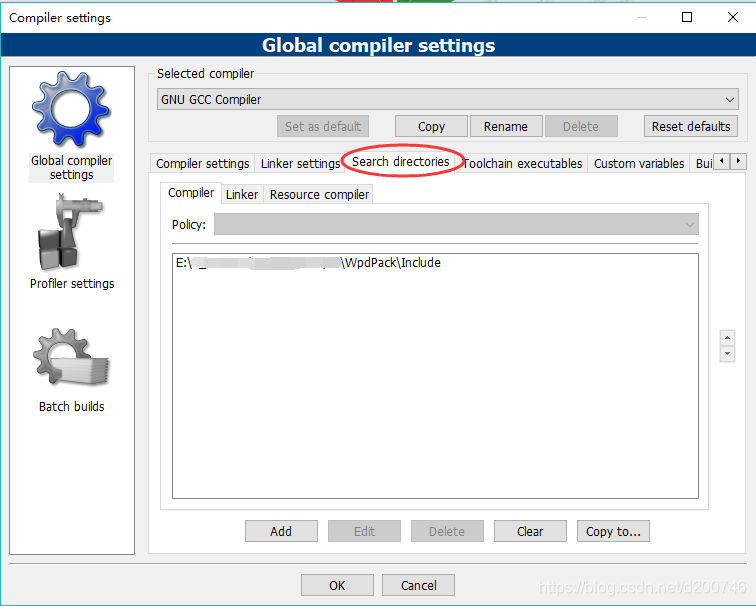 Compiler settings
Global compiler settings
Global compiler
settings
Profiler settings
Batch builds
Selected compiler
GNU GCC Compiler
Set as default Copy Rename Delete Reset defaults
Compiler settings Linker settings Search directories Toolchain executables Custom variables Bui
Compiler Linker Resource compiler
Policy:
E:\ \WpdPack\Include
Add Edit Delete Clear Copy to...
OK Cancel
https://blog.csdn.net/d200746